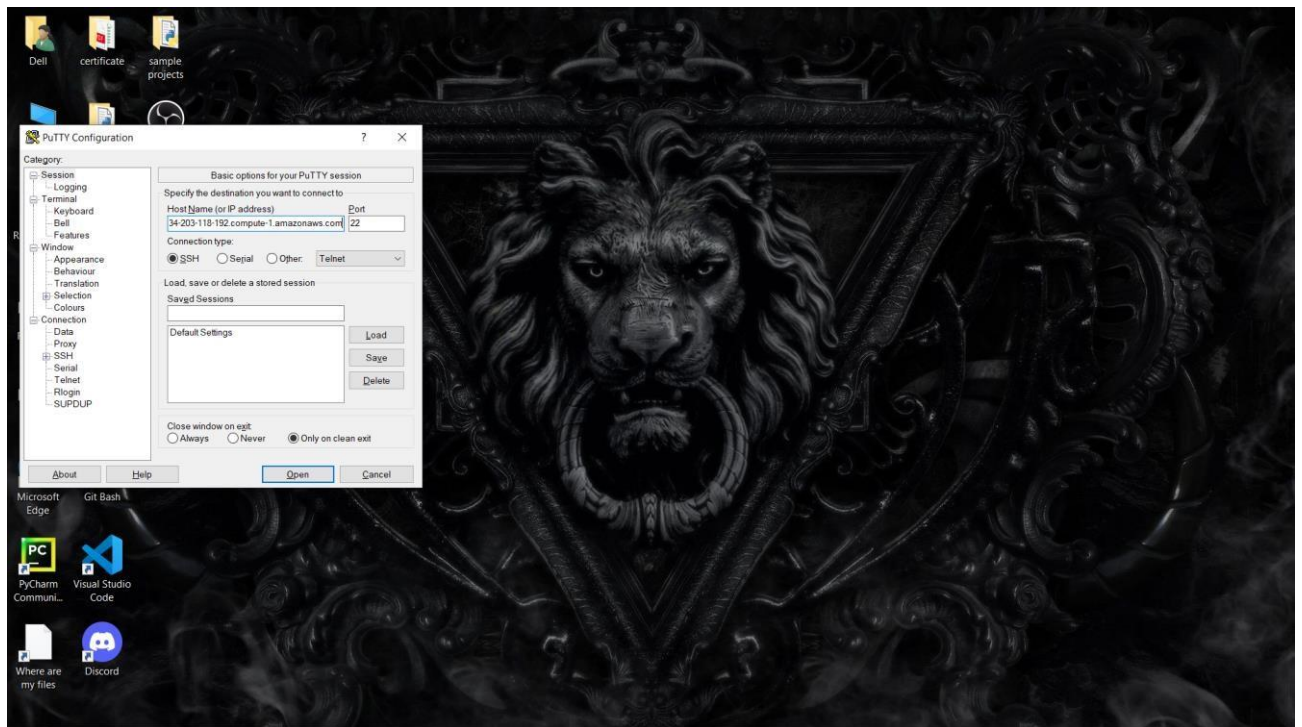 Dell
certificate
sample
projects
PuTTY Configuration
?
Category:
Session
Logging
Terminal
Keyboard
Bell
Features
Window
Appearance
Behaviour
Translation
Selection
Colours
Connection
Data
Proxy
SSH
Serial
Telnet
Rlogin
SUPDUP
Basic options for your PuTTY session
Specify the destination you want to connect to
Host Name (or IP address)
Port
34-203-118-192.compute-1.amazonaws.com
22
Connection type:
SSH
Serial
Other:
Telnet
Load, save or delete a stored session
Saved Sessions
Default Settings
Load
Save
Delete
Close window on exit:
Always
Never
Only on clean exit
About
Help
Open
Cancel
Microsoft
Edge
Git Bash
PC
PyCharm
Communi...
Visual Studio
Code
Where are
my files
Discord